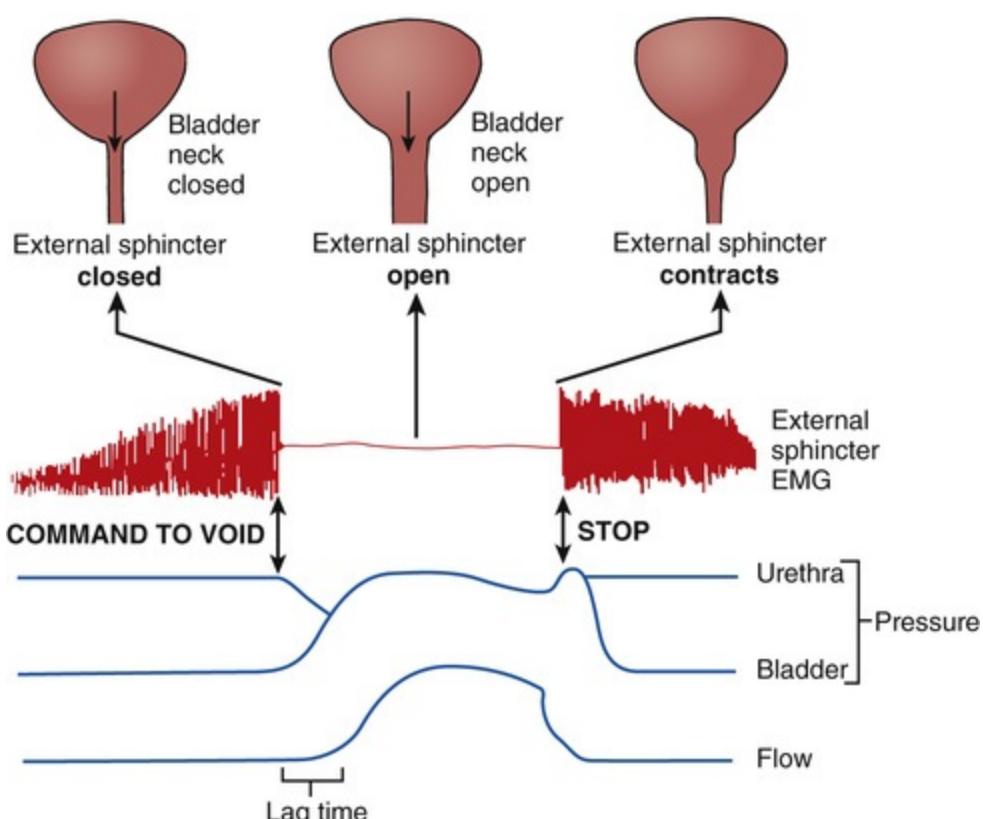 Bladder
neck
closed
Bladder
neck
open
External sphincter
closed
External sphincter
open
External sphincter
contracts
External
sphincter
EMG
COMMAND TO VOID
STOP
Urethra
Pressure
Bladder
Flow
Lag time